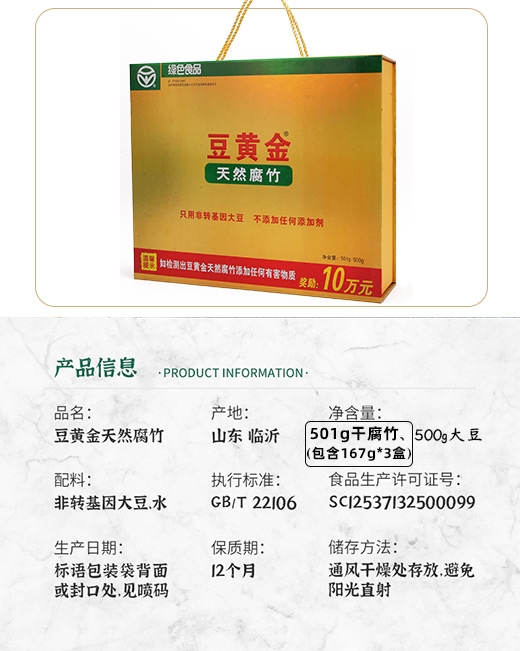 绿色食品
豆黄金®
天然腐竹
只用非转基因大豆 不添加任何添加剂
净含量: 501g+500g
温馨
提示
如检测出豆黄金天然腐竹添加任何有害物质
奖励: 10万元
产品信息 ·PRODUCT INFORMATION·
品名:
豆黄金天然腐竹
产地:
山东 临沂
净含量:
501g干腐竹、500g大豆
(包含167g*3盒)
配料:
非转基因大豆、水
执行标准:
GB/T 22106
食品生产许可证号:
SC12537132500099
生产日期:
标语包装袋背面
或封口处,见喷码
保质期:
12个月
储存方法:
通风干燥处存放,避免
阳光直射